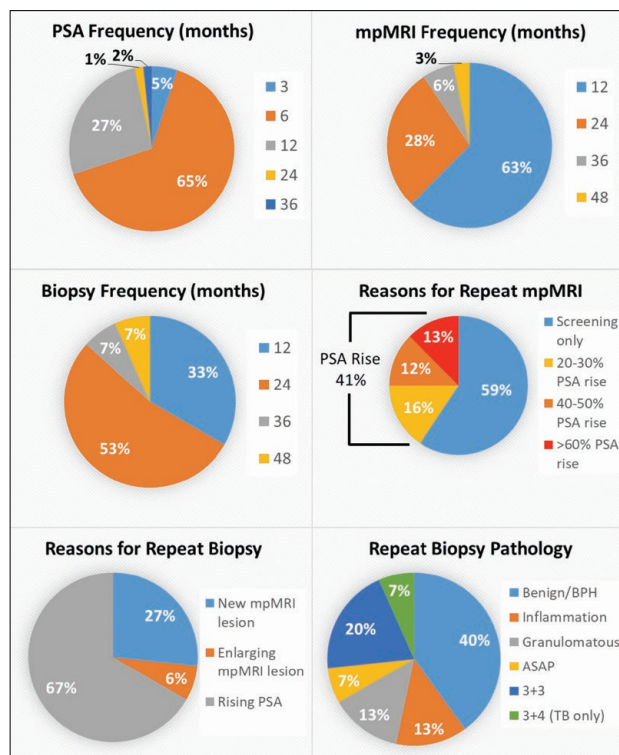 PSA Frequency (months)
1%
2%
5%
27%
65%
3
6
12
24
36
mpMRI Frequency (months)
3%
6%
28%
63%
12
24
36
48
Biopsy Frequency (months)
7%
7%
33%
53%
12
24
36
48
Reasons for Repeat mpMRI
PSA Rise
41%
13%
12%
16%
59%
Screening
only
20-30%
PSA rise
40-50%
PSA rise
>60% PSA
rise
Reasons for Repeat Biopsy
27%
6%
67%
New mpMRI
lesion
Enlarging
mpMRI lesion
Rising PSA
Repeat Biopsy Pathology
7%
20%
40%
7%
13%
13%
Benign/BPH
Inflammation
Granulomatous
ASAP
3+3
3+4 (TB only)